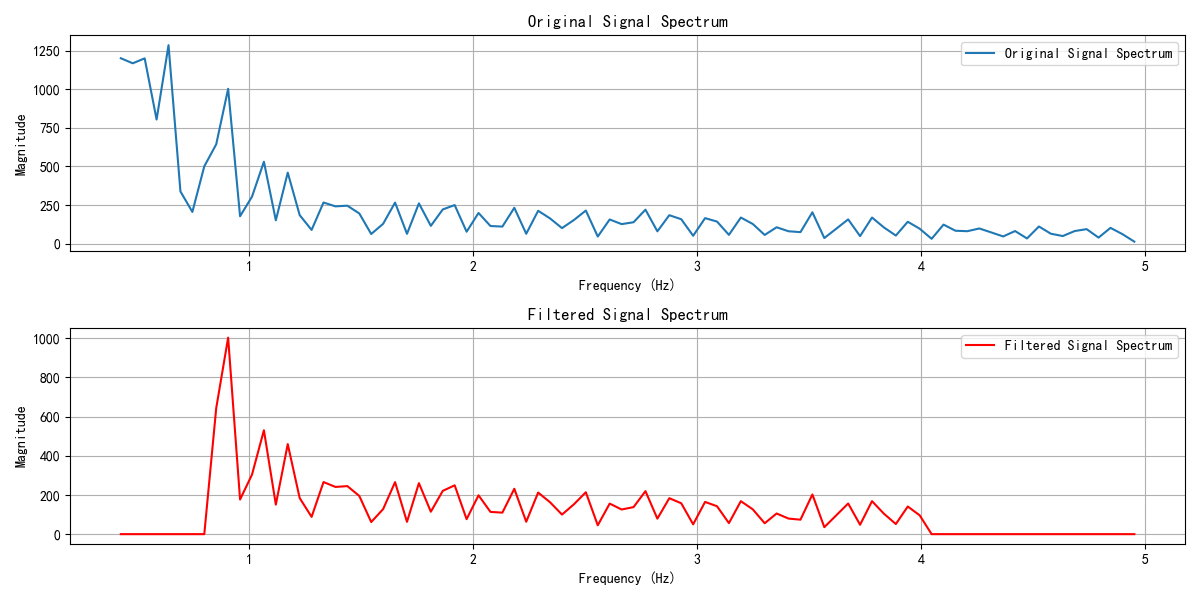 Original Signal Spectrum
Original Signal Spectrum
1250
1000
750
500
250
0
Magnitude
1 2 3 4 5
Frequency (Hz)
Filtered Signal Spectrum
Filtered Signal Spectrum
1000
800
600
400
200
0
Magnitude
1 2 3 4 5
Frequency (Hz)